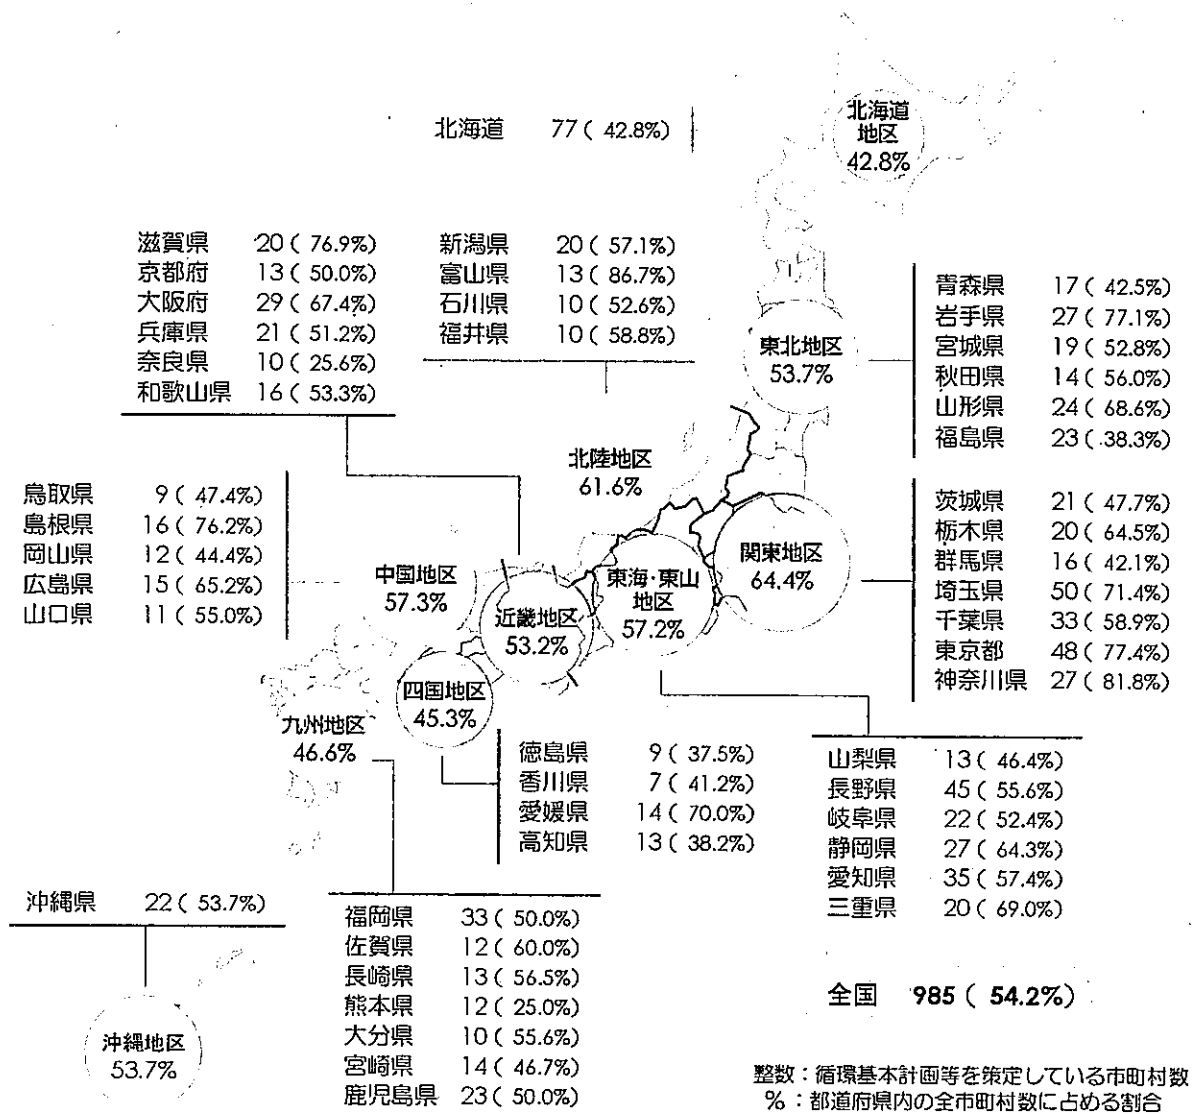 北海道 77 ( 42.8%)
北海道
地区
42.8%
滋賀県 20 ( 76.9%)
京都府 13 ( 50.0%)
大阪府 29 ( 67.4%)
兵庫県 21 ( 51.2%)
奈良県 10 ( 25.6%)
和歌山県 16 ( 53.3%)
新潟県 20 ( 57.1%)
富山県 13 ( 86.7%)
石川県 10 ( 52.6%)
福井県 10 ( 58.8%)
東北地区
53.7%
青森県 17 ( 42.5%)
岩手県 27 ( 77.1%)
宮城県 19 ( 52.8%)
秋田県 14 ( 56.0%)
山形県 24 ( 68.6%)
福島県 23 ( 38.3%)
北陸地区
61.6%
鳥取県 9 ( 47.4%)
島根県 16 ( 76.2%)
岡山県 12 ( 44.4%)
広島県 15 ( 65.2%)
山口県 11 ( 55.0%)
中国地区
57.3%
近畿地区
53.2%
東海・東山
地区
57.2%
関東地区
64.4%
茨城県 21 ( 47.7%)
栃木県 20 ( 64.5%)
群馬県 16 ( 42.1%)
埼玉県 50 ( 71.4%)
千葉県 33 ( 58.9%)
東京都 48 ( 77.4%)
神奈川県 27 ( 81.8%)
四国地区
45.3%
九州地区
46.6%
徳島県 9 ( 37.5%)
香川県 7 ( 41.2%)
愛媛県 14 ( 70.0%)
高知県 13 ( 38.2%)
山梨県 13 ( 46.4%)
長野県 45 ( 55.6%)
岐阜県 22 ( 52.4%)
静岡県 27 ( 64.3%)
愛知県 35 ( 57.4%)
三重県 20 ( 69.0%)
沖縄県 22 ( 53.7%)
沖縄地区
53.7%
福岡県 33 ( 50.0%)
佐賀県 12 ( 60.0%)
長崎県 13 ( 56.5%)
熊本県 12 ( 25.0%)
大分県 10 ( 55.6%)
宮崎県 14 ( 46.7%)
鹿児島県 23 ( 50.0%)
全国 985 ( 54.2%)
整数：循環基本計画等を策定している市町村数
%：都道府県内の全市町村数に占める割合